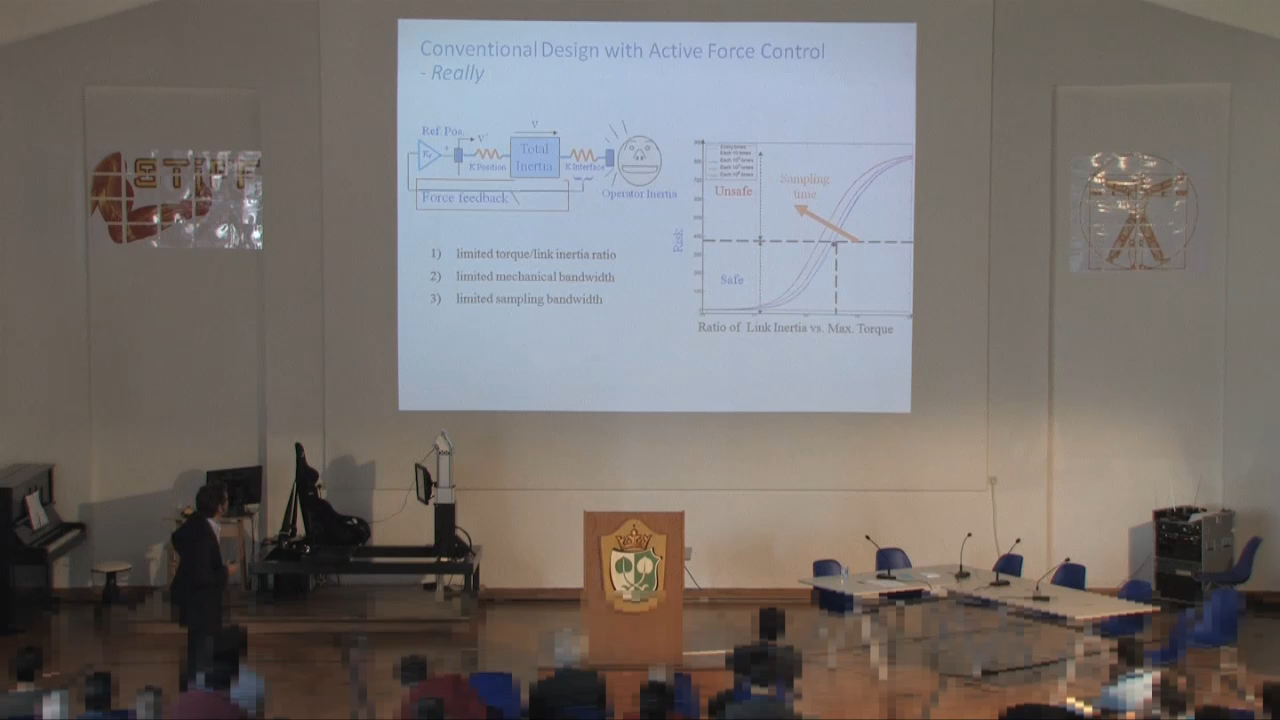 Conventional Design with Active Force Control
- Really
Ref. Pos.
V
V'
Total
Inertia
K Position
K Interface
Operator Inertia
Force feedback
1) limited torque/link inertia ratio
2) limited mechanical bandwidth
3) limited sampling bandwidth
Unsafe
Sampling
time
Risk
Safe
Ratio of Link Inertia vs. Max. Torque
STIFF